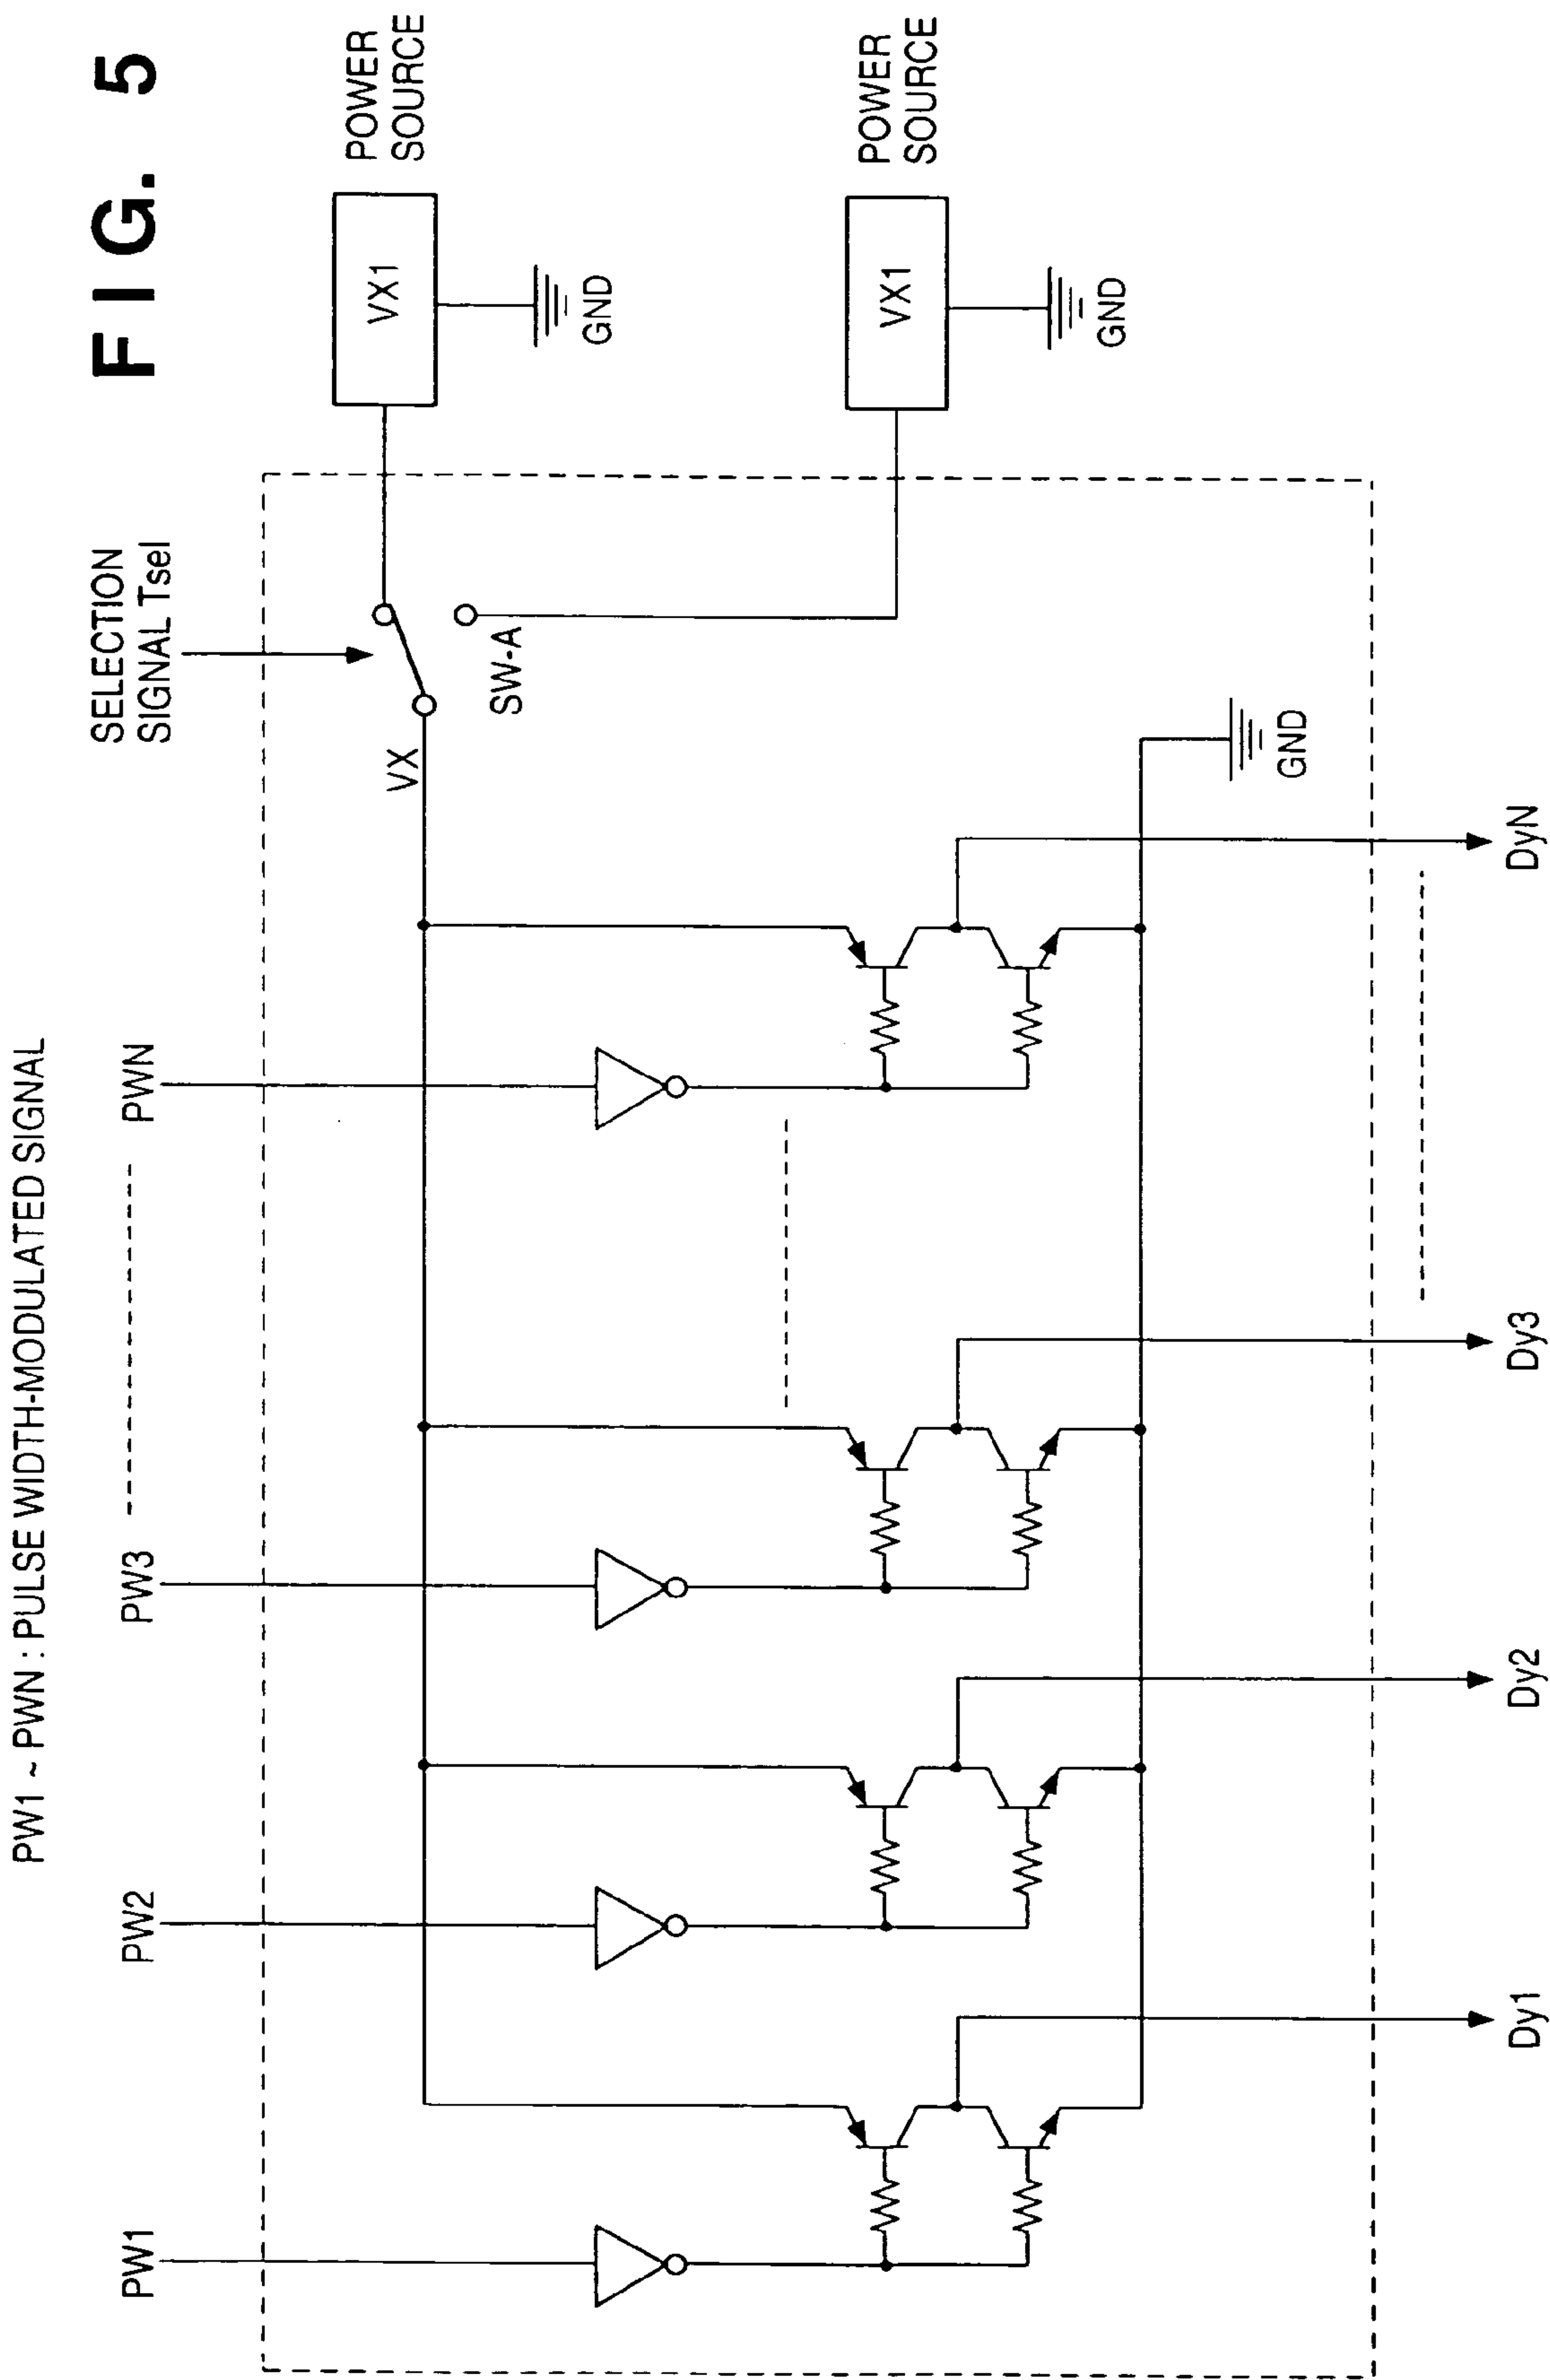 FIG. 5
PW1 ~ PWN : PULSE WIDTH-MODULATED SIGNAL
PW1
PW2
PW3
PWN
SELECTION
SIGNAL Tsel
VX
SW-A
VX1
POWER
SOURCE
GND
VX1
POWER
SOURCE
GND
GND
Dy1
Dy2
Dy3
DyN